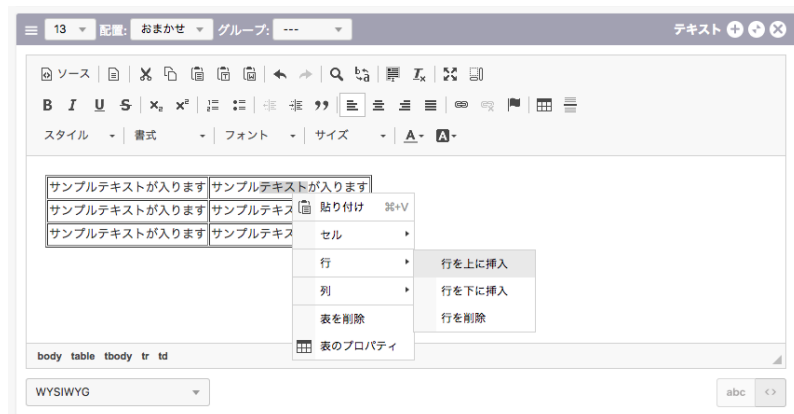 13 配置: おまかせ グループ: --- テキスト
ソース
B I U S x₂ x²
スタイル 書式 フォント サイズ A A
サンプルテキストが入ります サンプルテキストが入ります
サンプルテキストが入ります サンプルテキス
サンプルテキストが入ります サンプルテキス
貼り付け ⌘+V
セル
行
行を上に挿入
列
行を下に挿入
表を削除
行を削除
表のプロパティ
body table tbody tr td
WYSIWYG abc <>